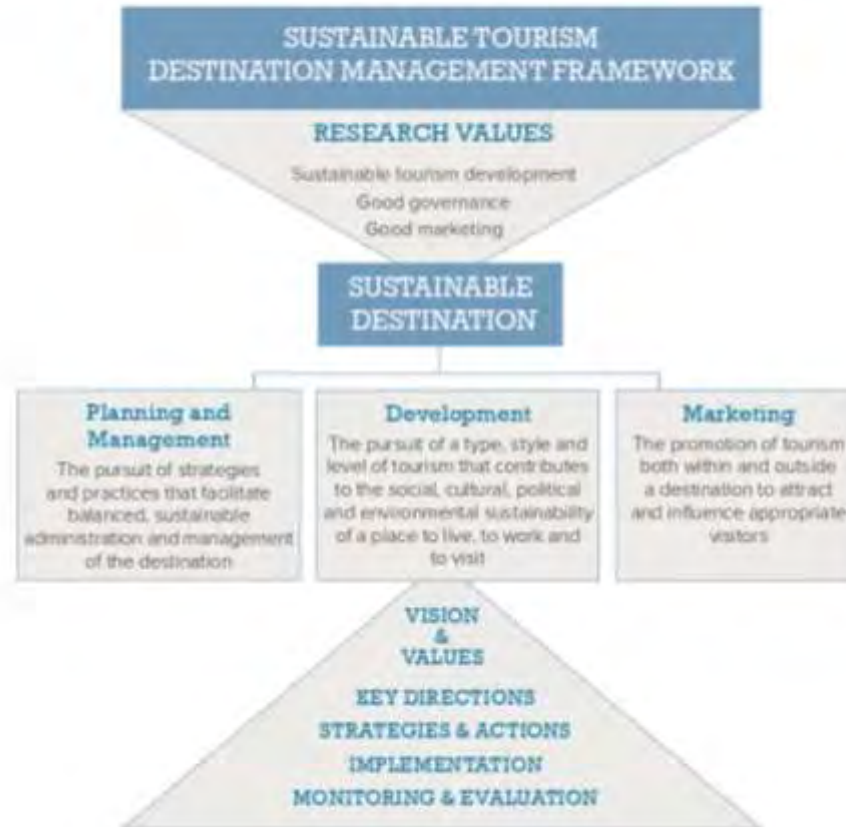 SUSTAINABLE TOURISM
DESTINATION MANAGEMENT FRAMEWORK
RESEARCH VALUES
Sustainable tourism development
Good governance
Good marketing
SUSTAINABLE
DESTINATION
Planning and
Management
The pursuit of strategies
and practices that facilitate
balanced, sustainable
administration and management
of the destination
Development
The pursuit of a type, style and
level of tourism that contributes
to the social, cultural, political
and environmental sustainability
of a place to live, to work and
to visit
Marketing
The promotion of tourism
both within and outside
a destination to attract
and influence appropriate
visitors
VISION
&
VALUES
KEY DIRECTIONS
STRATEGIES & ACTIONS
IMPLEMENTATION
MONITORING & EVALUATION